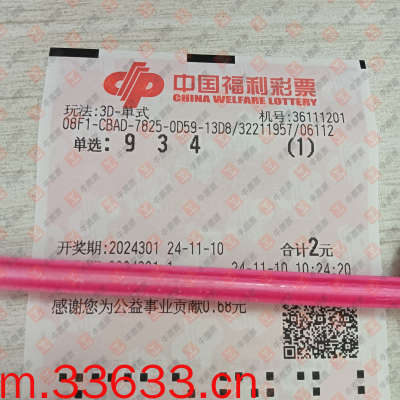 中国福利彩票
CHINA WELFARE LOTTERY
玩法:3D-单式 机号:36111201
08F1-CBAD-7825-0D59-13D8/32211957/06112
单选: 9 3 4 (1)
开奖期:2024301 24-11-10 合计2元
24-11-10 10:24:20
感谢您为公益事业贡献0.68元
m.33633.cn